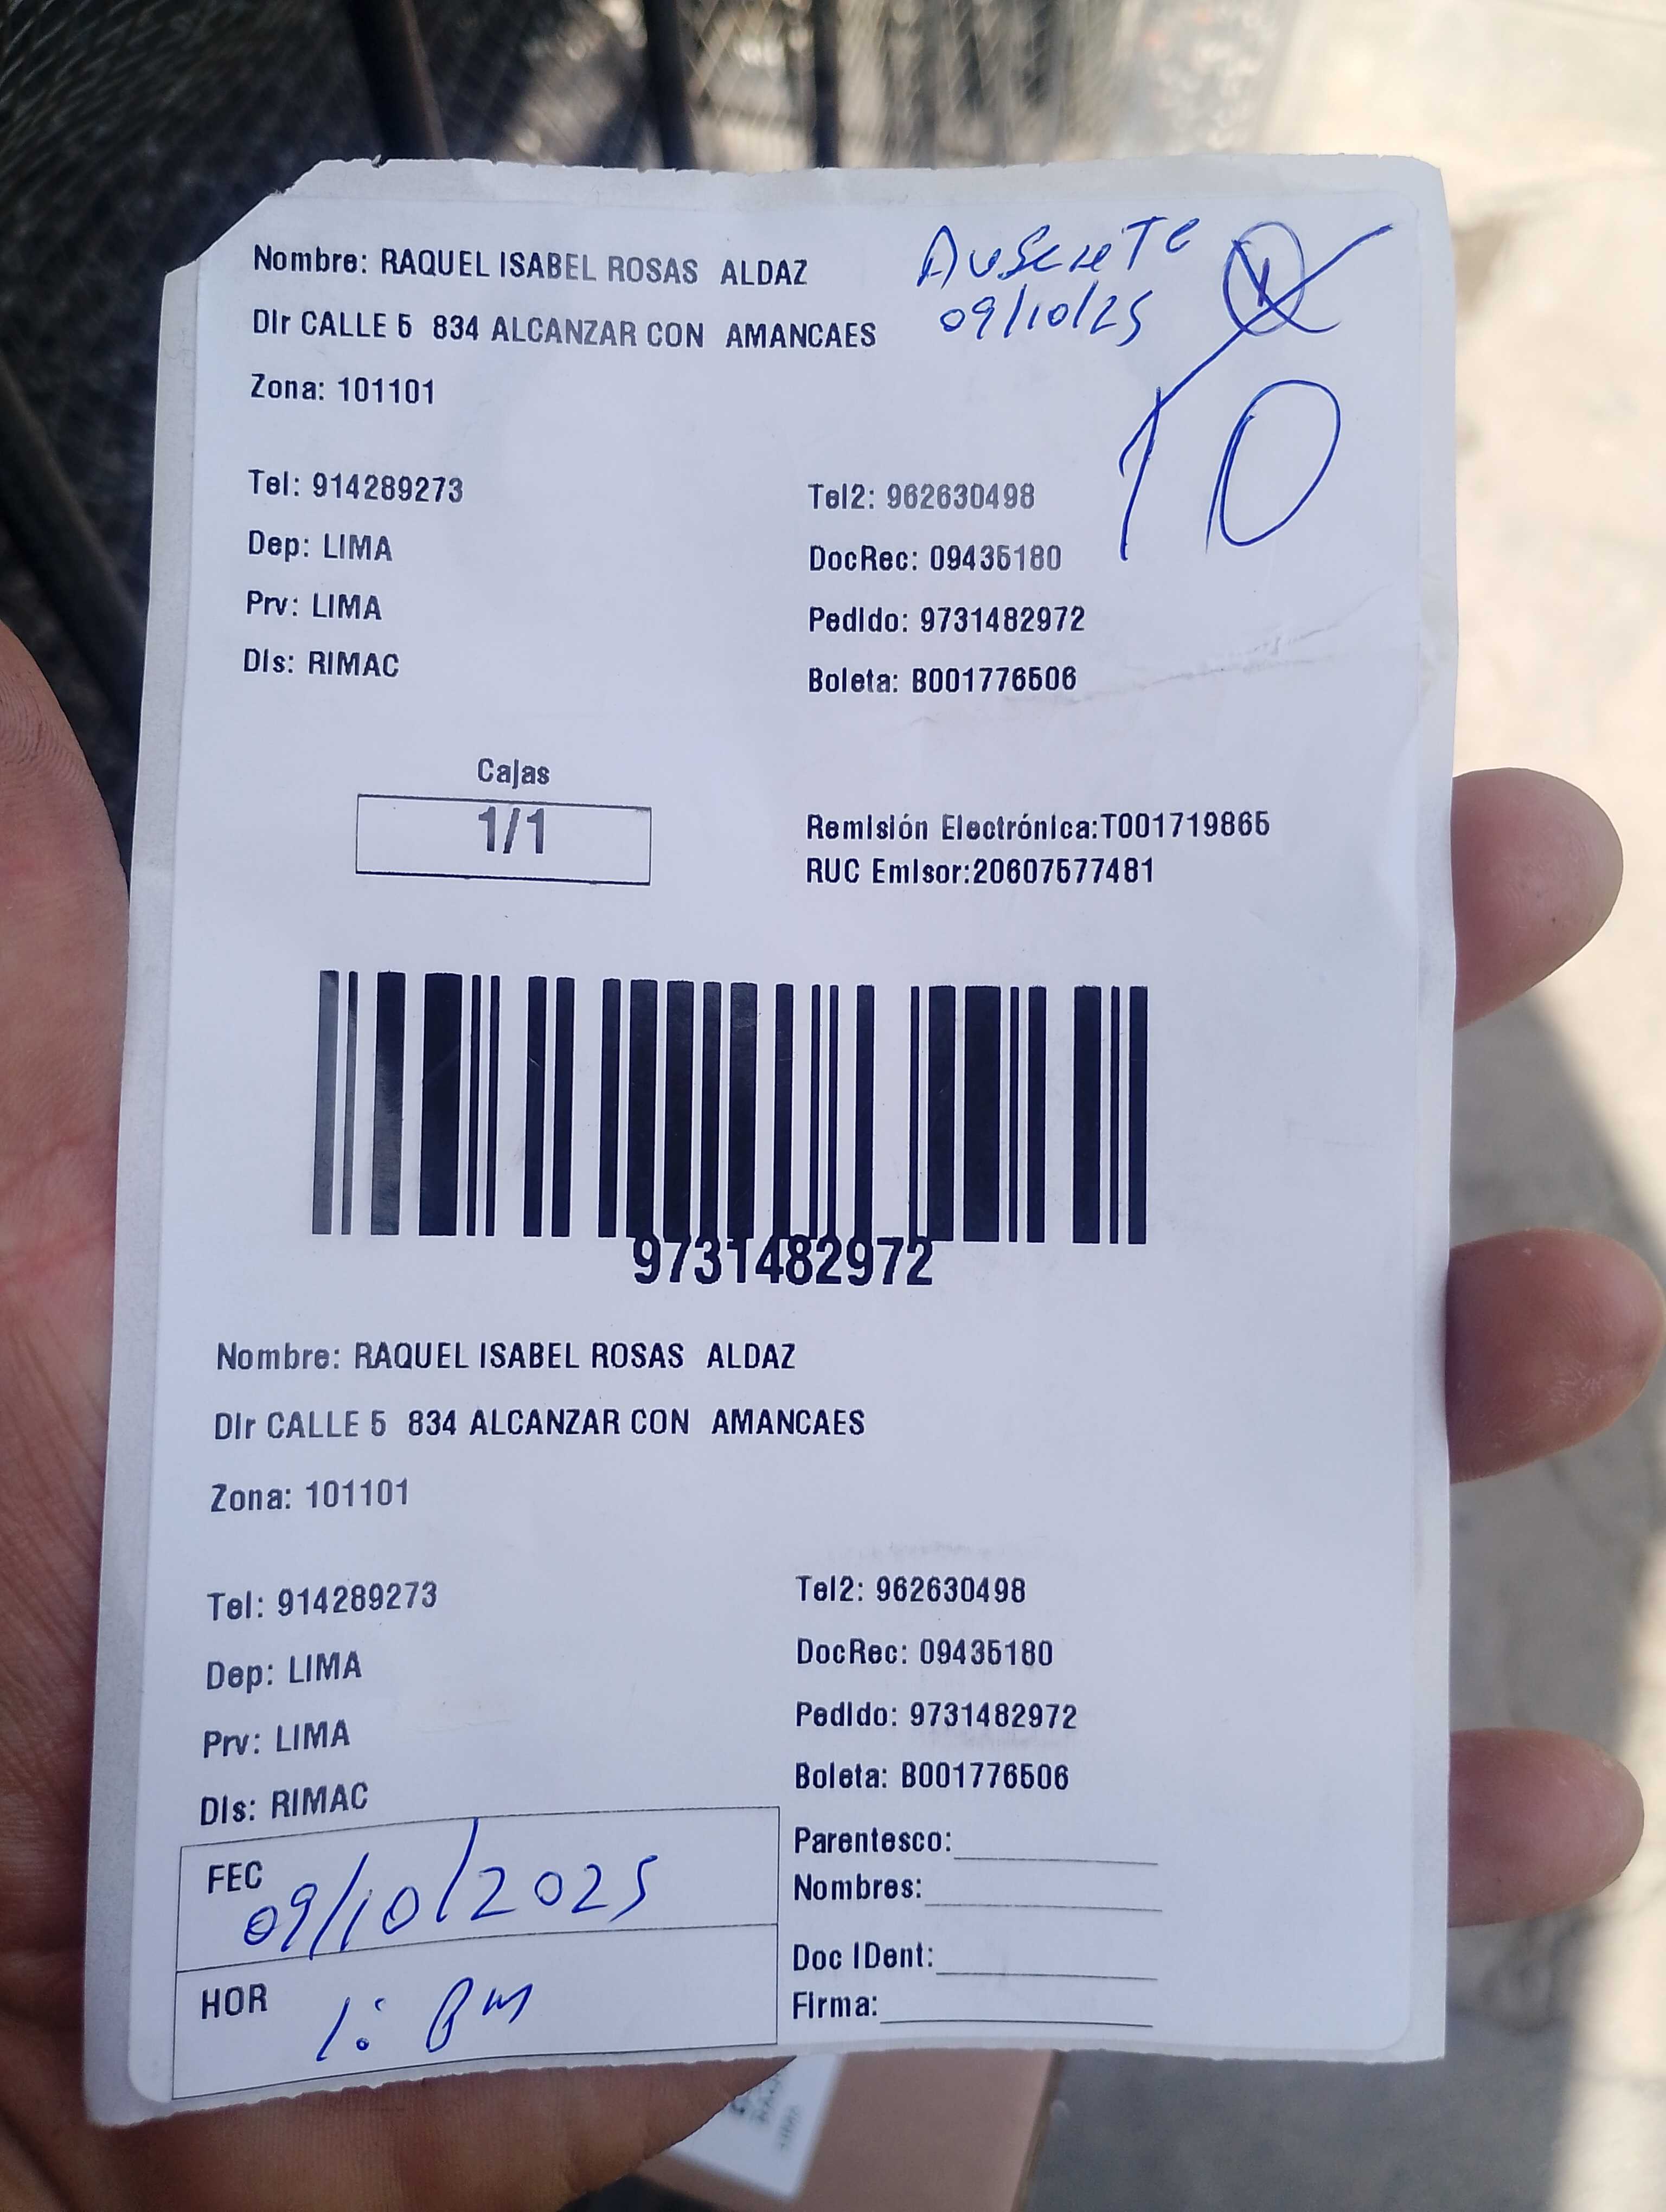 Nombre: RAQUEL ISABEL ROSAS ALDAZ
AUSENTE
09/10/25
Dir CALLE 5 834 ALCANZAR CON AMANCAES
Zona: 101101
10
Tel: 914289273
Tel2: 962630498
Dep: LIMA
DocRec: 09435180
Prv: LIMA
Pedido: 9731482972
Dis: RIMAC
Boleta: B001776506
Cajas
1/1
Remisión Electrónica:T001719865
RUC Emisor:20607577481
9731482972
Nombre: RAQUEL ISABEL ROSAS ALDAZ
Dir CALLE 5 834 ALCANZAR CON AMANCAES
Zona: 101101
Tel: 914289273
Tel2: 962630498
Dep: LIMA
DocRec: 09435180
Prv: LIMA
Pedido: 9731482972
Dis: RIMAC
Boleta: B001776506
FEC 09/10/2025
Parentesco:
Nombres:
HOR 1:
Doc IDent:
Firma: